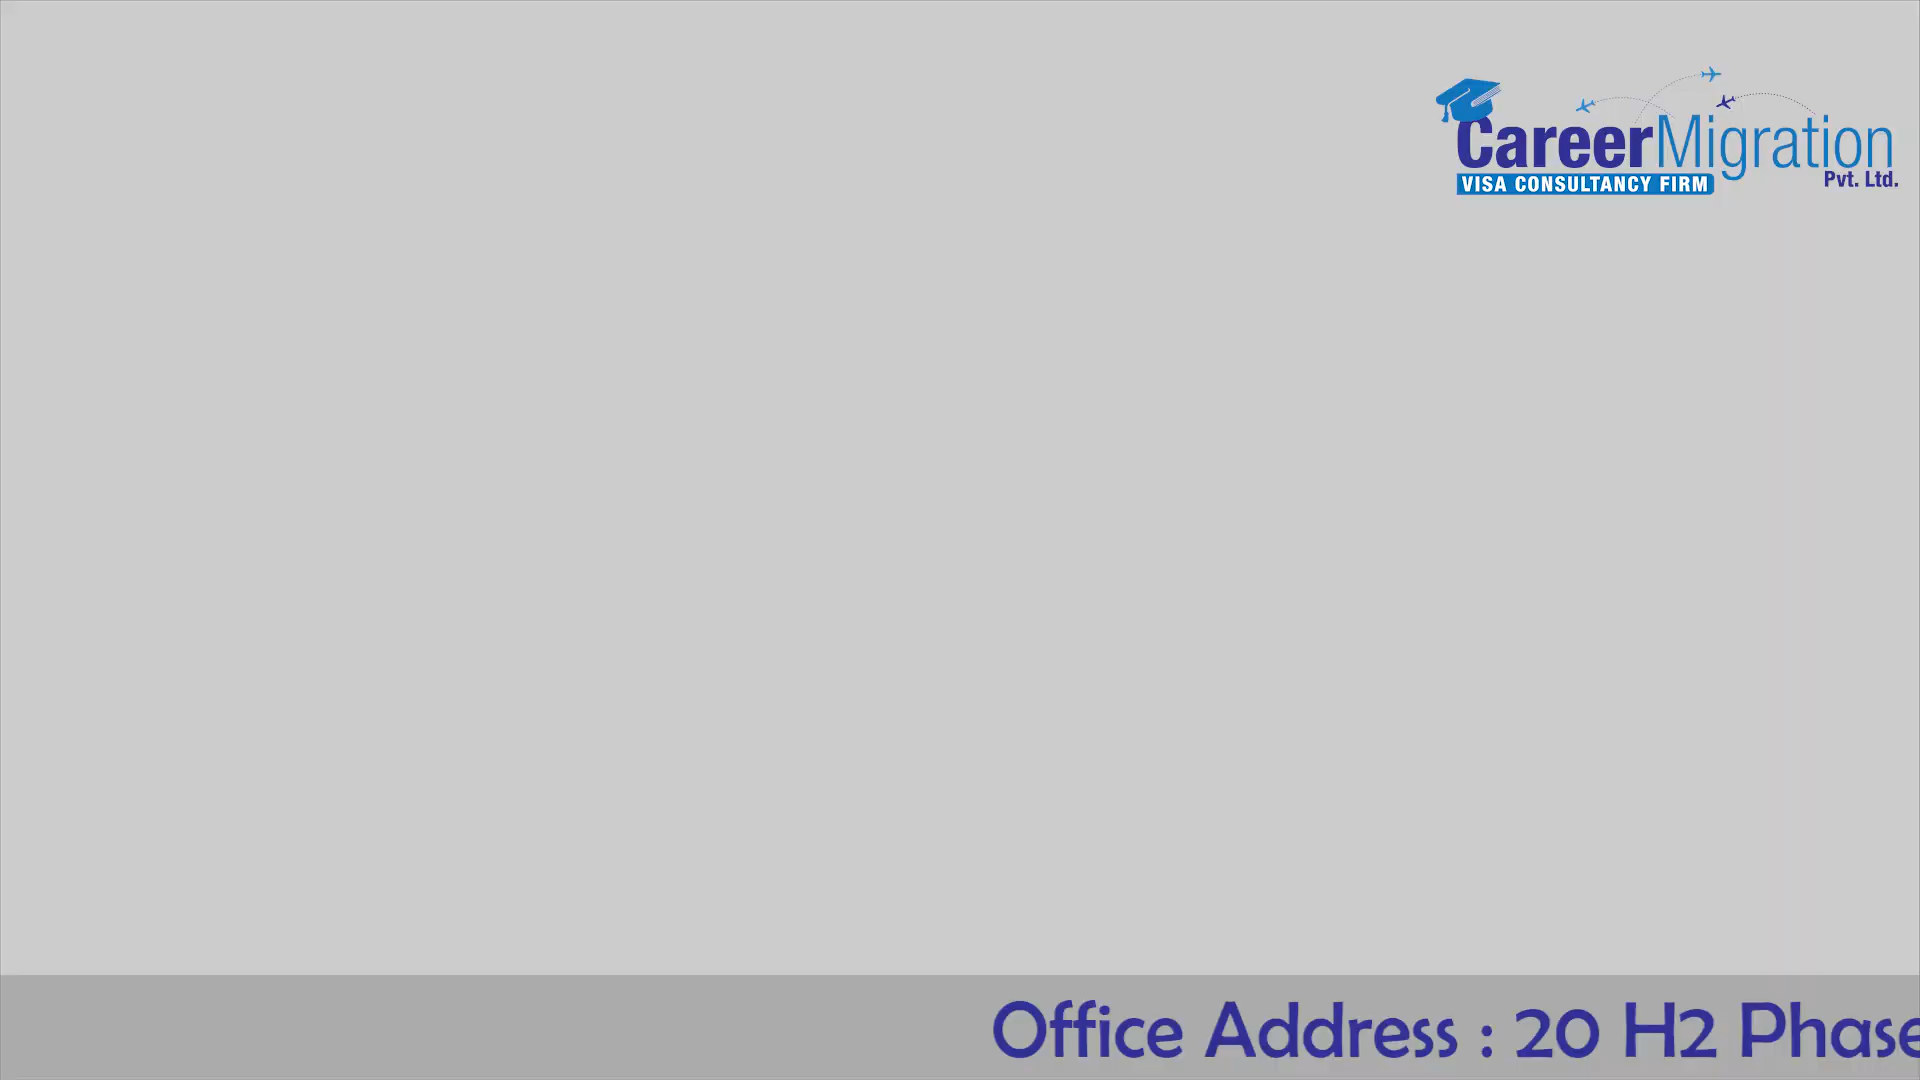 CareerMigration
Pvt. Ltd.
VISA CONSULTANCY FIRM
Office Address : 20 H2 Phase